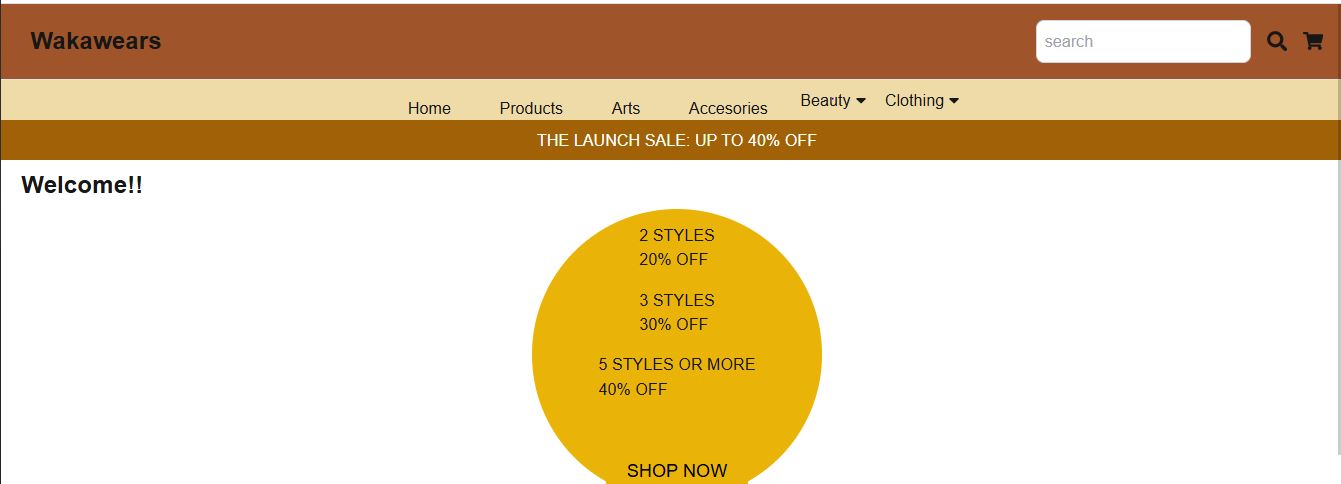 Wakawears
search
Home Products Arts Accesories Beauty Clothing
THE LAUNCH SALE: UP TO 40% OFF
Welcome!!
2 STYLES
20% OFF
3 STYLES
30% OFF
5 STYLES OR MORE
40% OFF
SHOP NOW